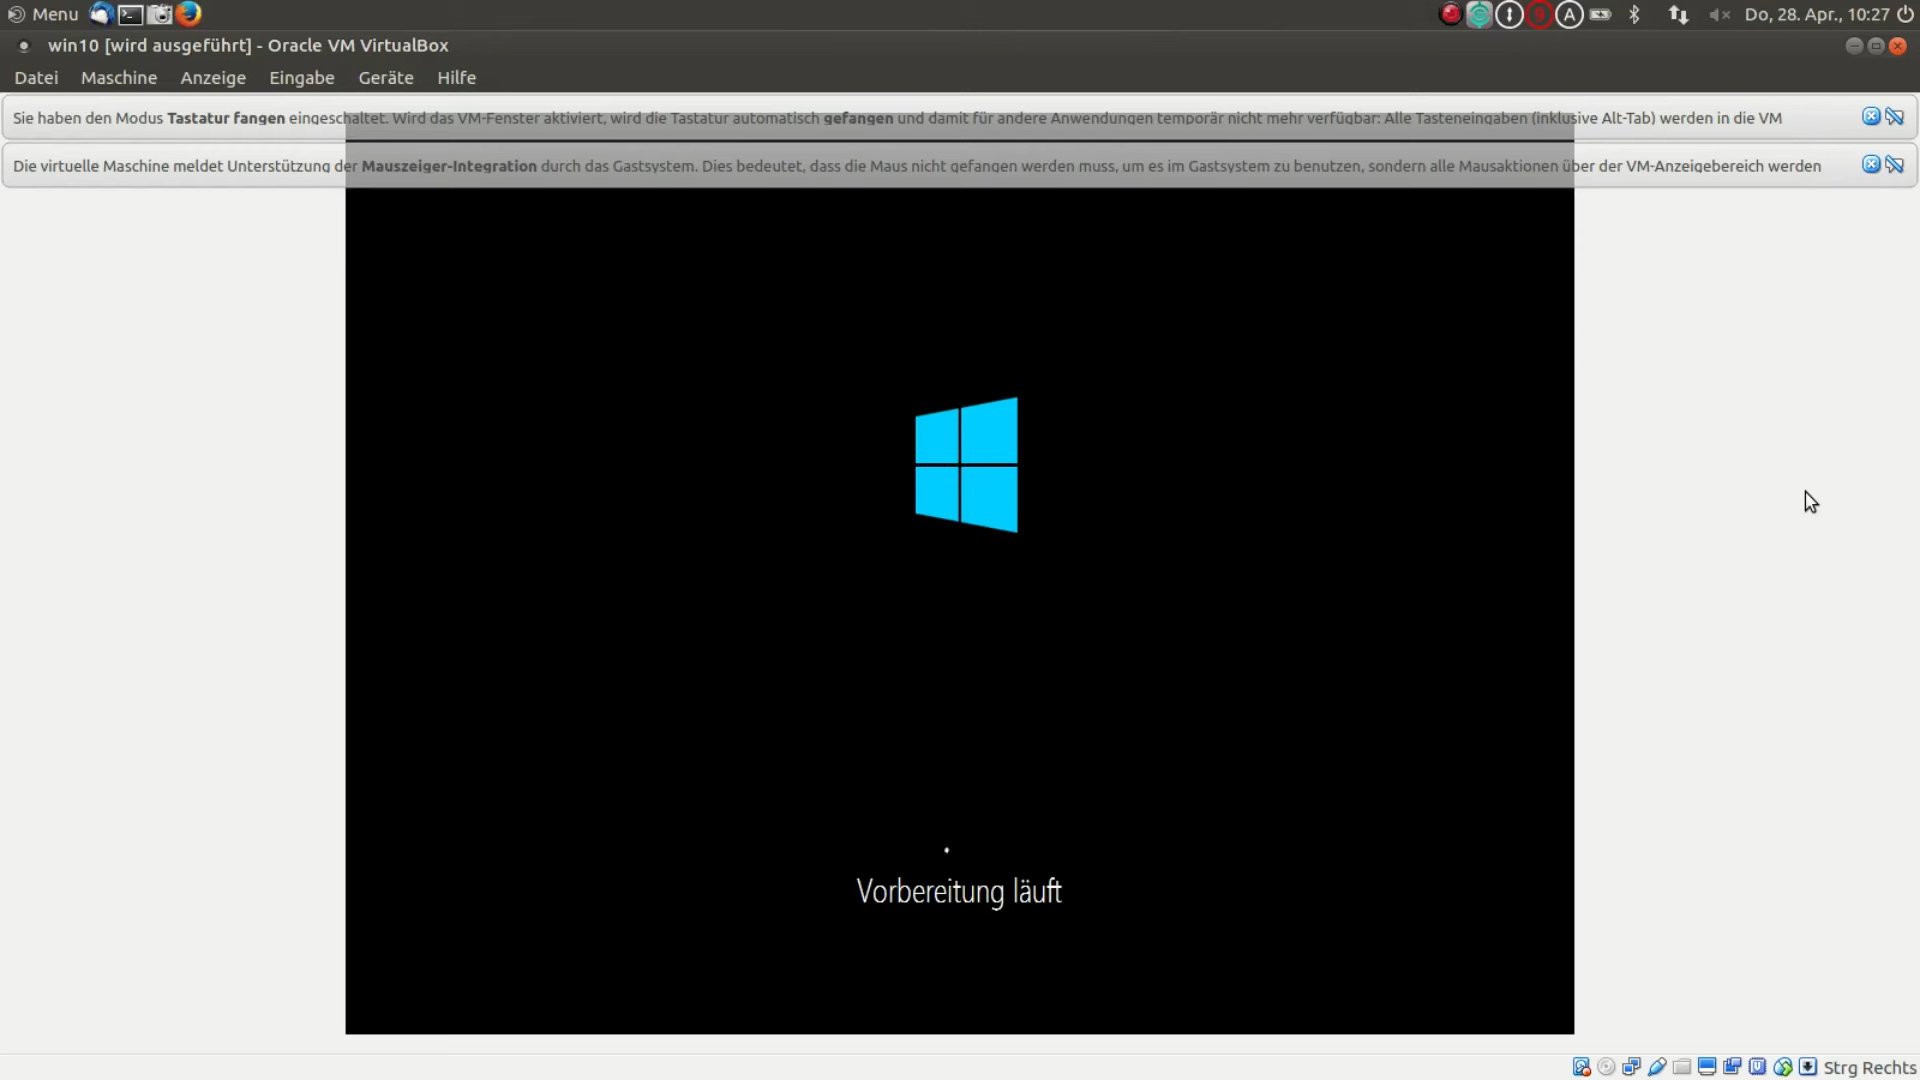 Menu Do, 28. Apr., 10:27
win10 [wird ausgeführt] - Oracle VM VirtualBox
Datei Maschine Anzeige Eingabe Geräte Hilfe
Sie haben den Modus Tastatur fangen eingeschaltet. Wird das VM-Fenster aktiviert, wird die Tastatur automatisch gefangen und damit für andere Anwendungen temporär nicht mehr verfügbar: Alle Tasteneingaben (inklusive Alt-Tab) werden in die VM
Die virtuelle Maschine meldet Unterstützung der Mauszeiger-Integration durch das Gastsystem. Dies bedeutet, dass die Maus nicht gefangen werden muss, um es im Gastsystem zu benutzen, sondern alle Mausaktionen über der VM-Anzeigebereich werden
Vorbereitung läuft
Strg Rechts